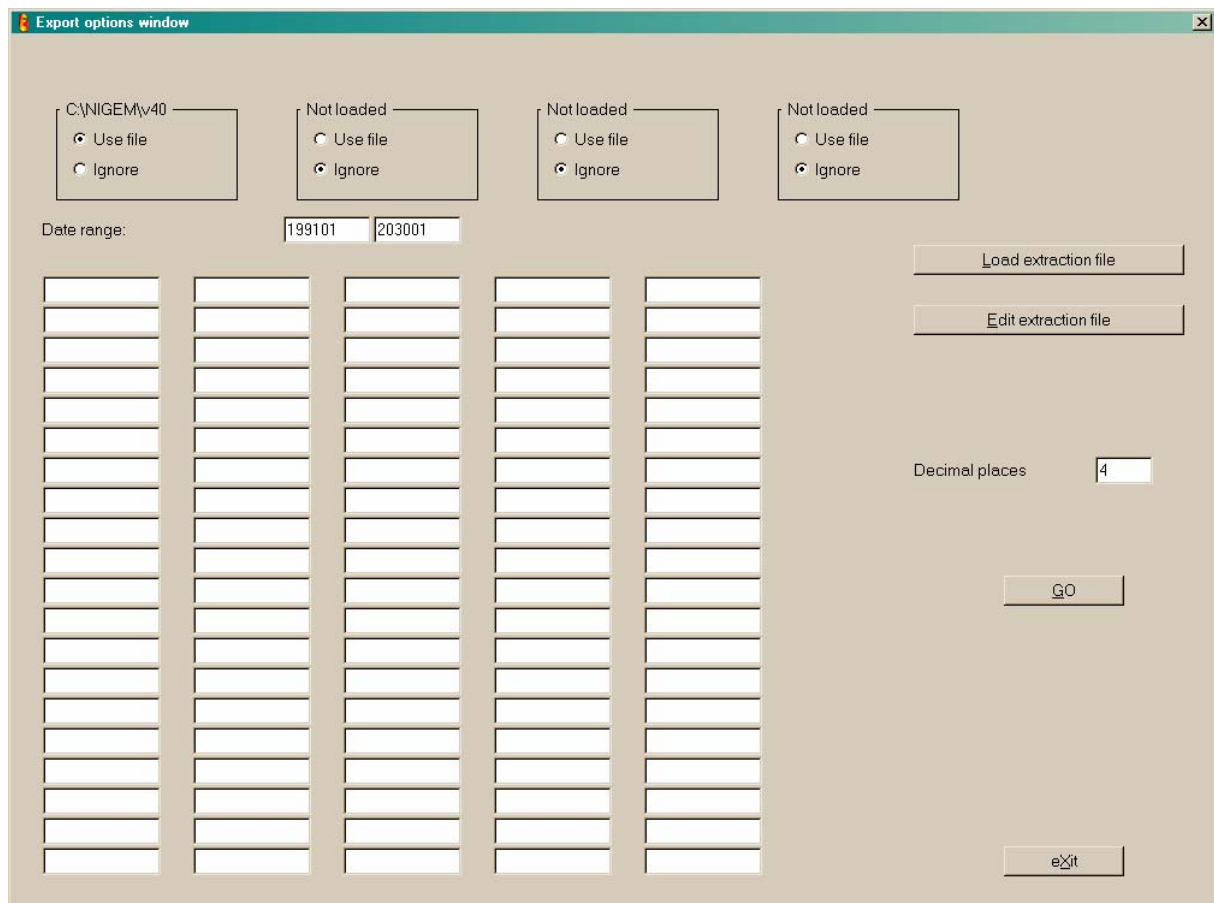 Export options window
C:\NIGEM\v40 Not loaded Not loaded Not loaded
Use file Use file Use file Use file
Ignore Ignore Ignore Ignore
Date range: 199101 203001
Load extraction file
Edit extraction file
Decimal places 4
GO
eXit